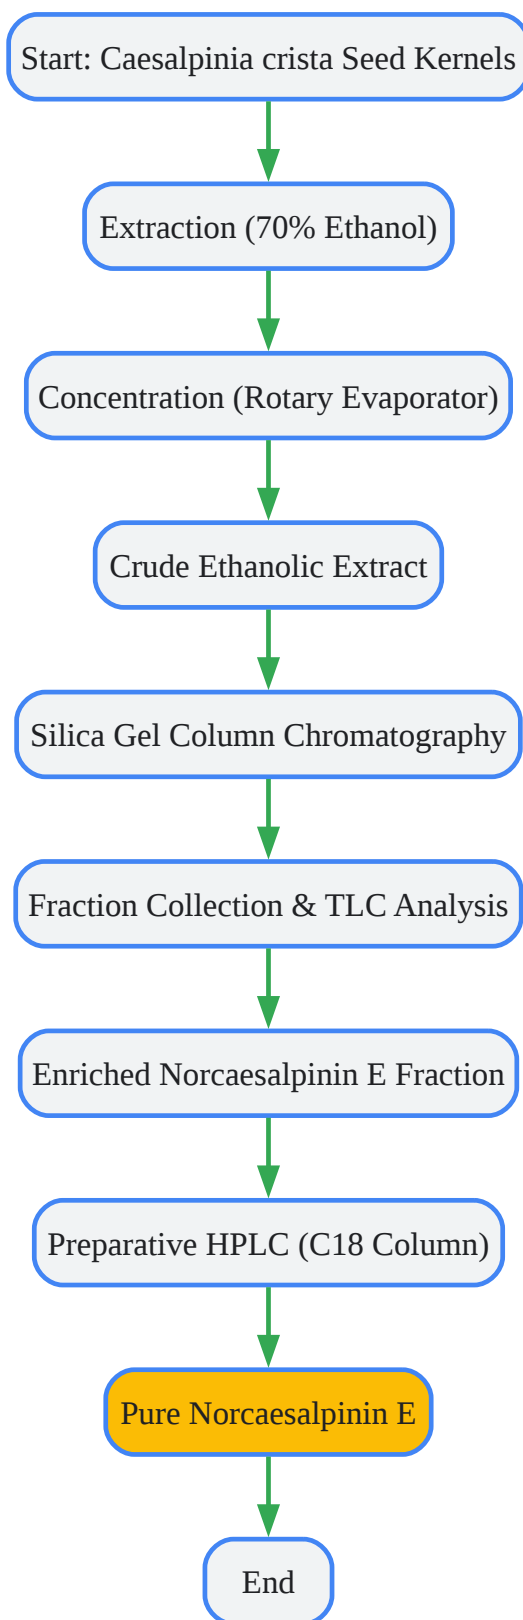 Start: Caesalpinia crista Seed Kernels
Extraction (70% Ethanol)
Concentration (Rotary Evaporator)
Crude Ethanolic Extract
Silica Gel Column Chromatography
Fraction Collection & TLC Analysis
Enriched Norcaesalpinin E Fraction
Preparative HPLC (C18 Column)
Pure Norcaesalpinin E
End